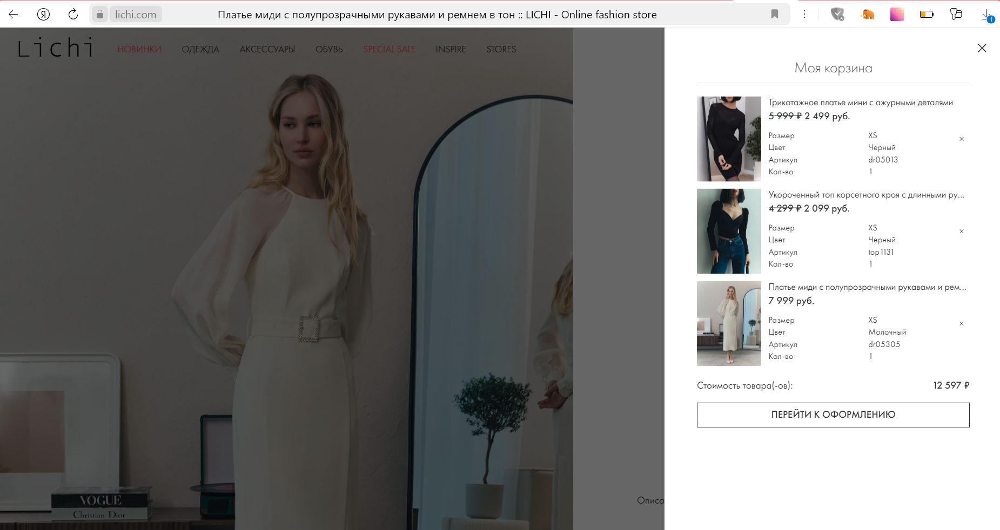 lichi.com
Платье миди с полупрозрачными рукавами и ремнем в тон :: LICHI - Online fashion store
1
Lichi
НОВИНКИ ОДЕЖДА АКСЕССУАРЫ ОБУВЬ SPECIAL SALE INSPIRE STORES
VOGUE
Christian Dior
Описа
Моя корзина
Трикотажное платье мини с ажурными деталями
5 999 ₽ 2 499 руб.
Размер XS
Цвет Черный
Артикул dr05013
Кол-во 1
Укороченный топ корсетного кроя с длинными ру...
4 299 ₽ 2 099 руб.
Размер XS
Цвет Черный
Артикул top1131
Кол-во 1
Платье миди с полупрозрачными рукавами и рем...
7 999 руб.
Размер XS
Цвет Молочный
Артикул dr05305
Кол-во 1
Стоимость товара(-ов): 12 597 ₽
ПЕРЕЙТИ К ОФОРМЛЕНИЮ